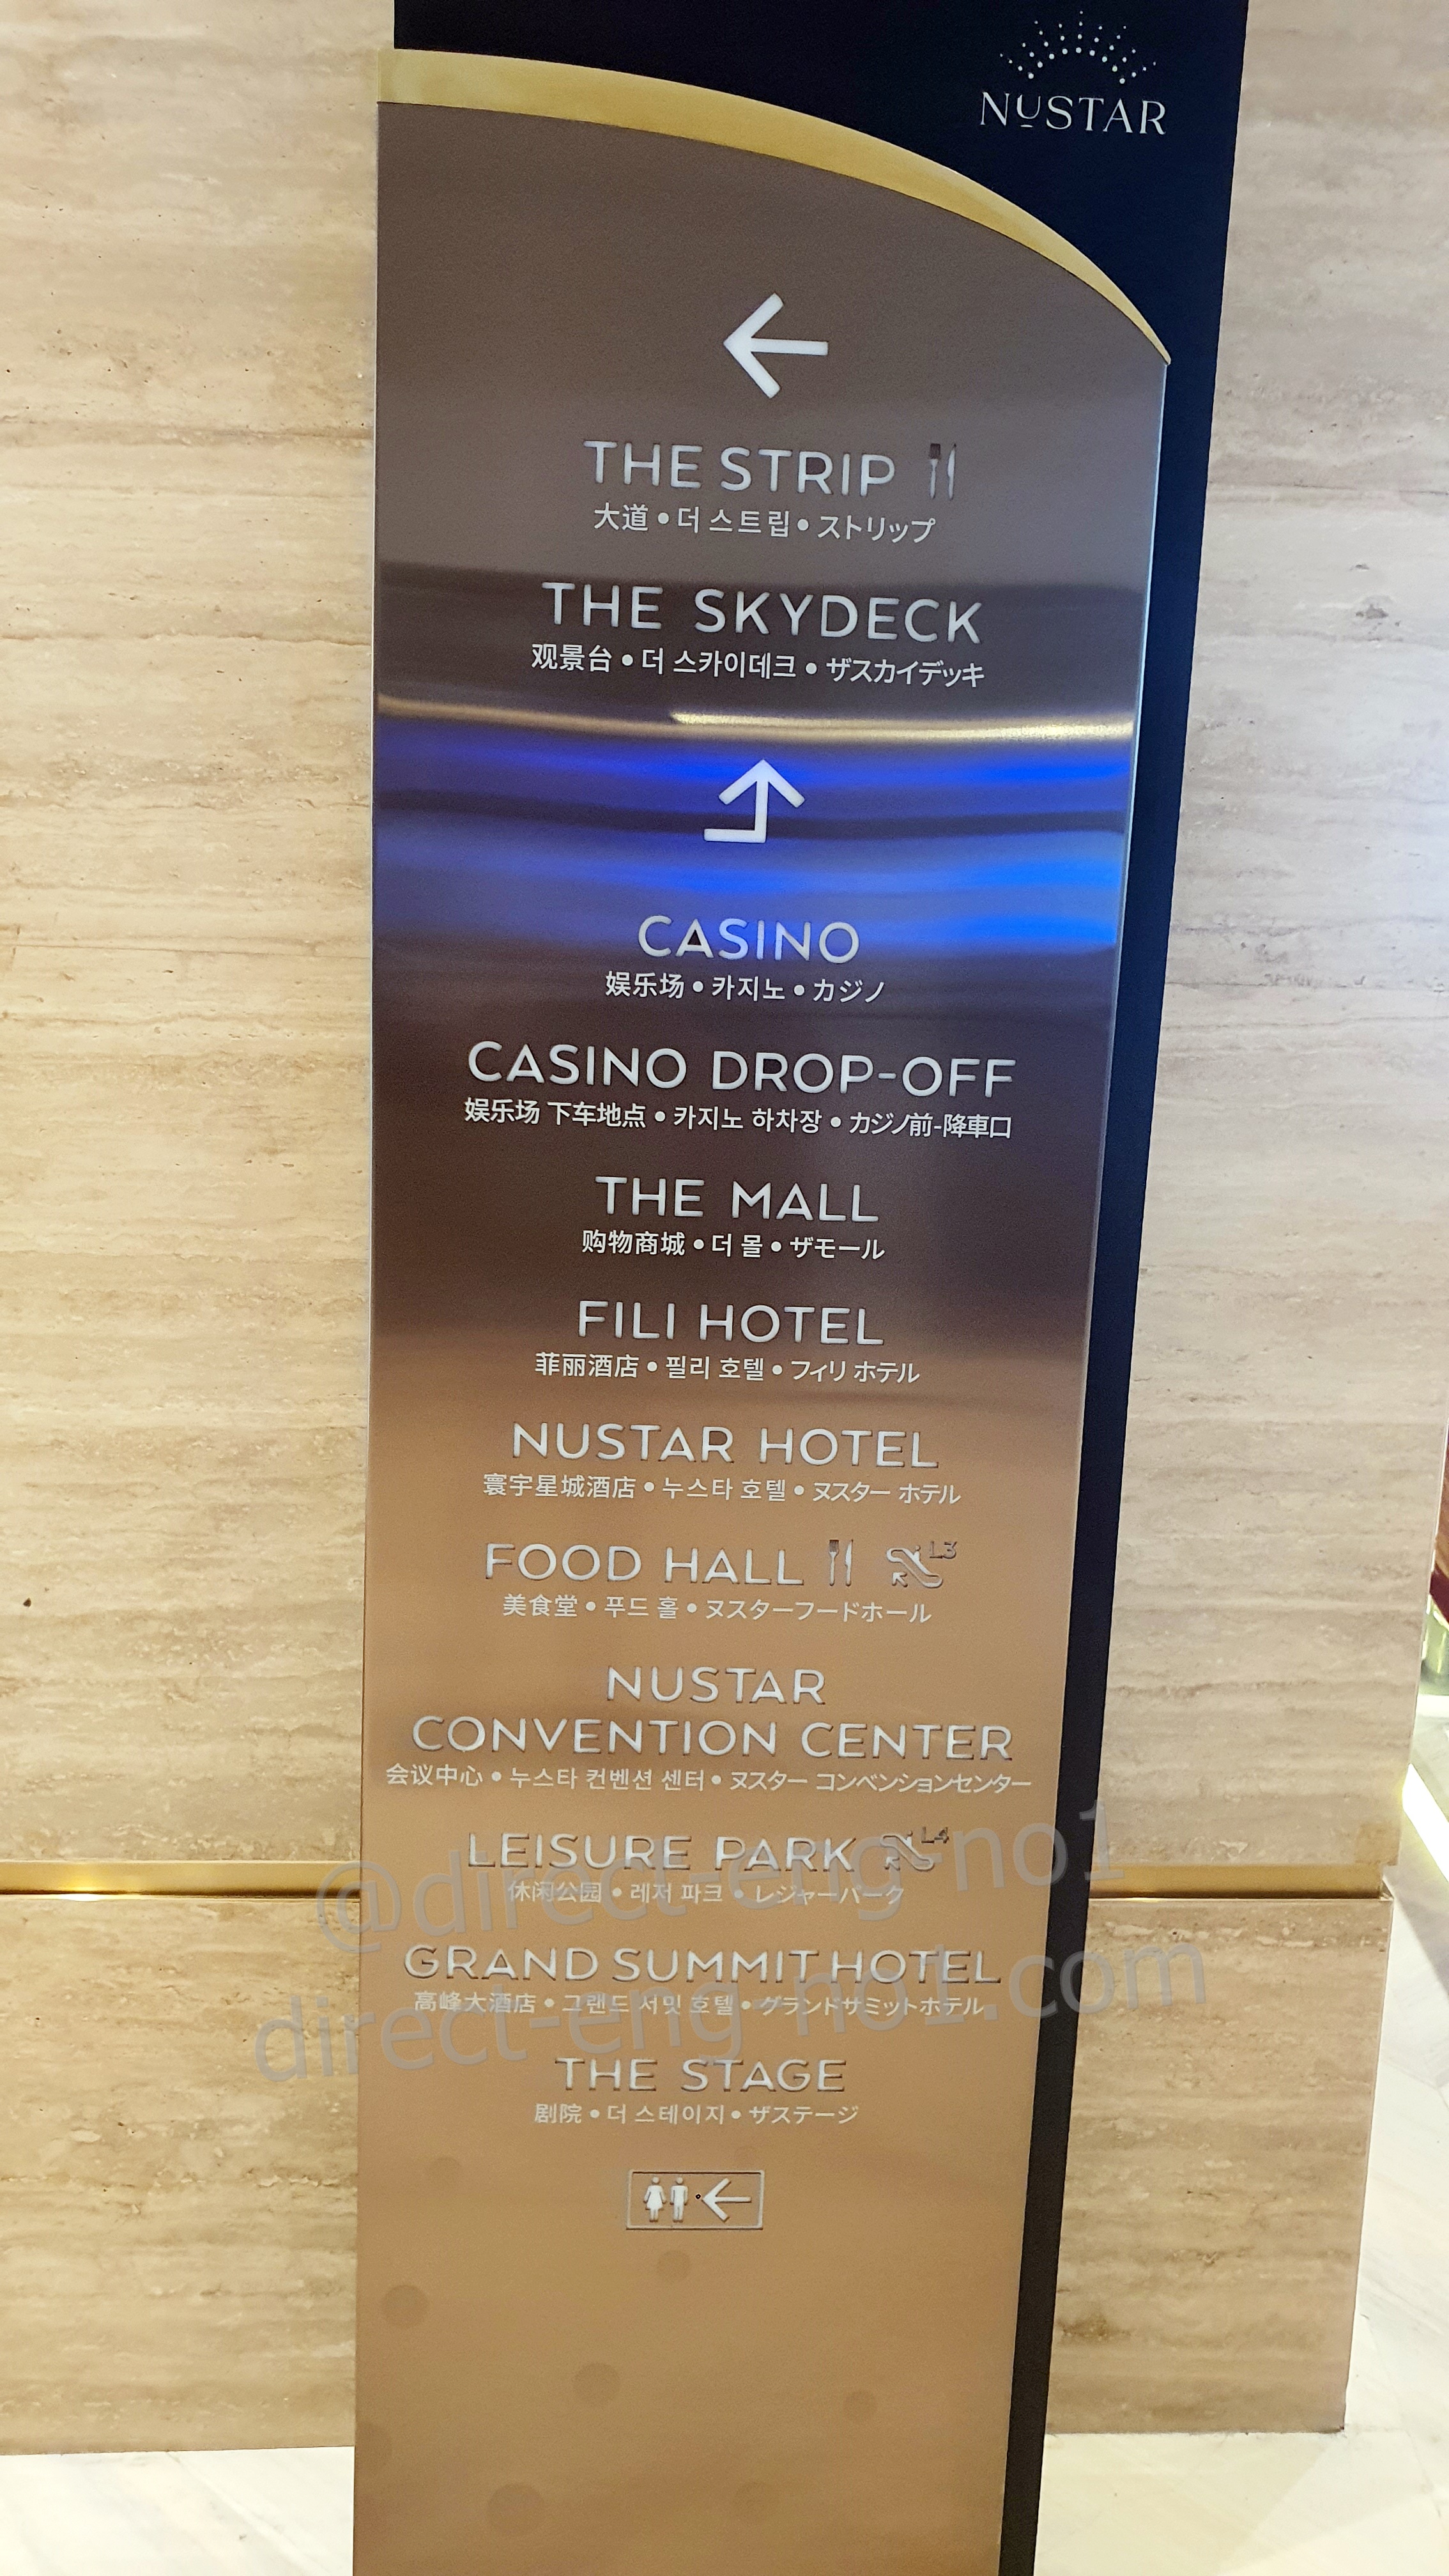 NUSTAR
THE STRIP
大道 • 더 스트립 • ストリップ
THE SKYDECK
观景台 • 더 스카이데크 • ザスカイデッキ
CASINO
娱乐场 • 카지노 • カジノ
CASINO DROP-OFF
娱乐场 下车地点 • 카지노 하차장 • カジノ前-降車口
THE MALL
购物商城 • 더 몰 • ザモール
FILI HOTEL
菲丽酒店 • 필리 호텔 • フィリ ホテル
NUSTAR HOTEL
寰宇星城酒店 • 누스타 호텔 • ヌスター ホテル
FOOD HALL L3
美食堂 • 푸드 홀 • ヌスターフードホール
NUSTAR
CONVENTION CENTER
会议中心 • 누스타 컨벤션 센터 • ヌスター コンベンションセンター
LEISURE PARK L4
休闲公园 • 레저 파크 • レジャーパーク
@direct-eng-no1
GRAND SUMMIT HOTEL
高峰大酒店 • 그랜드 서밋 호텔 • グランドサミットホテル
direct-eng-no1.com
THE STAGE
剧院 • 더 스테이지 • ザステージ